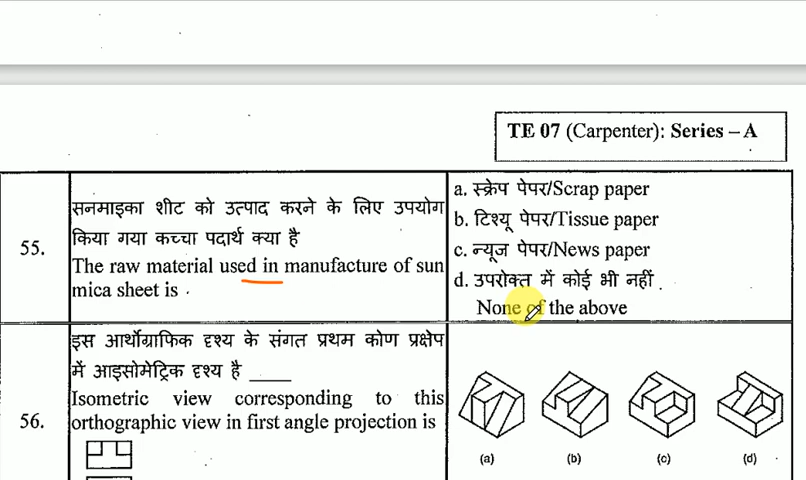 TE 07 (Carpenter): Series – A
55.
सनमाइका शीट को उत्पाद करने के लिए उपयोग
किया गया कच्चा पदार्थ क्या है
The raw material used in manufacture of sun
mica sheet is
a. स्क्रेप पेपर/Scrap paper
b. टिश्यू पेपर/Tissue paper
c. न्यूज पेपर/News paper
d. उपरोक्त में कोई भी नहीं
None of the above
56.
इस आर्थोग्राफिक दृश्य के संगत प्रथम कोण प्रक्षेप
में आइसोमेट्रिक दृश्य है ____
Isometric view corresponding to this
orthographic view in first angle projection is
(a) (b) (c) (d)